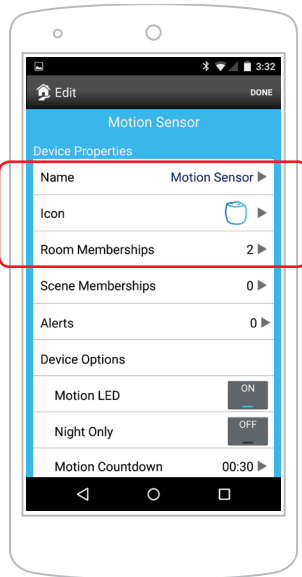 3:32
Edit DONE
Motion Sensor
Device Properties
Name Motion Sensor
Icon
Room Memberships 2
Scene Memberships 0
Alerts 0
Device Options
Motion LED ON
Night Only OFF
Motion Countdown 00:30